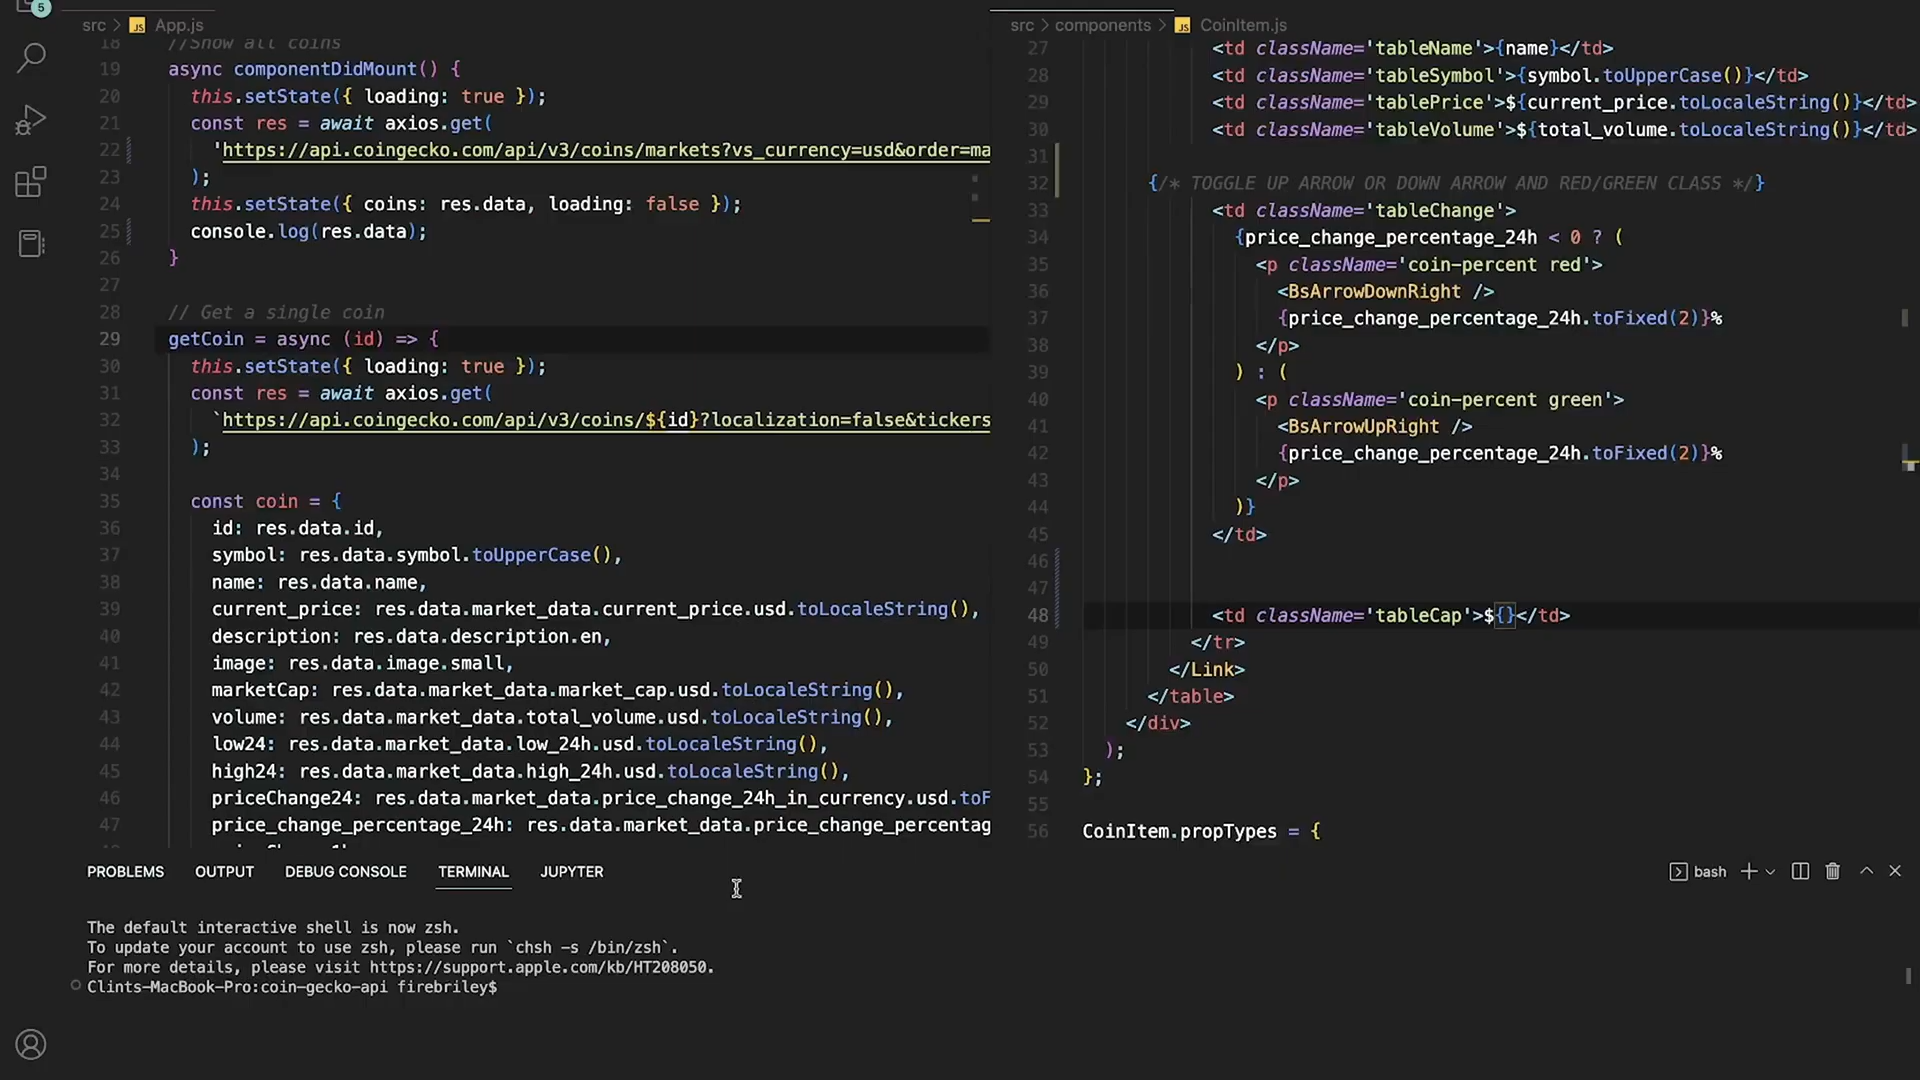 5
src > App.js
18 //Show all coins
19 async componentDidMount() {
20 this.setState({ loading: true });
21 const res = await axios.get(
22 'https://api.coingecko.com/api/v3/coins/markets?vs_currency=usd&order=ma
23 );
24 this.setState({ coins: res.data, loading: false });
25 console.log(res.data);
26 }
27
28 // Get a single coin
29 getCoin = async (id) => {
30 this.setState({ loading: true });
31 const res = await axios.get(
32 `https://api.coingecko.com/api/v3/coins/${id}?localization=false&tickers
33 );
34
35 const coin = {
36 id: res.data.id,
37 symbol: res.data.symbol.toUpperCase(),
38 name: res.data.name,
39 current_price: res.data.market_data.current_price.usd.toLocaleString(),
40 description: res.data.description.en,
41 image: res.data.image.small,
42 marketCap: res.data.market_data.market_cap.usd.toLocaleString(),
43 volume: res.data.market_data.total_volume.usd.toLocaleString(),
44 low24: res.data.market_data.low_24h.usd.toLocaleString(),
45 high24: res.data.market_data.high_24h.usd.toLocaleString(),
46 priceChange24: res.data.market_data.price_change_24h_in_currency.usd.toF
47 price_change_percentage_24h: res.data.market_data.price_change_percentag
src > components > CoinItem.js
27 <td className='tableName'>{name}</td>
28 <td className='tableSymbol'>{symbol.toUpperCase()}</td>
29 <td className='tablePrice'>${current_price.toLocaleString()}</td>
30 <td className='tableVolume'>${total_volume.toLocaleString()}</td>
31
32 {/* TOGGLE UP ARROW OR DOWN ARROW AND RED/GREEN CLASS */}
33 <td className='tableChange'>
34 {price_change_percentage_24h < 0 ? (
35 <p className='coin-percent red'>
36 <BsArrowDownRight />
37 {price_change_percentage_24h.toFixed(2)}%
38 </p>
39 ) : (
40 <p className='coin-percent green'>
41 <BsArrowUpRight />
42 {price_change_percentage_24h.toFixed(2)}%
43 </p>
44 )}
45 </td>
46
47
48 <td className='tableCap'>${}</td>
49 </tr>
50 </Link>
51 </table>
52 </div>
53 );
54 };
55
56 CoinItem.propTypes = {
PROBLEMS OUTPUT DEBUG CONSOLE TERMINAL JUPYTER bash
The default interactive shell is now zsh.
To update your account to use zsh, please run `chsh -s /bin/zsh`.
For more details, please visit https://support.apple.com/kb/HT208050.
Clints-MacBook-Pro:coin-gecko-api firebriley$